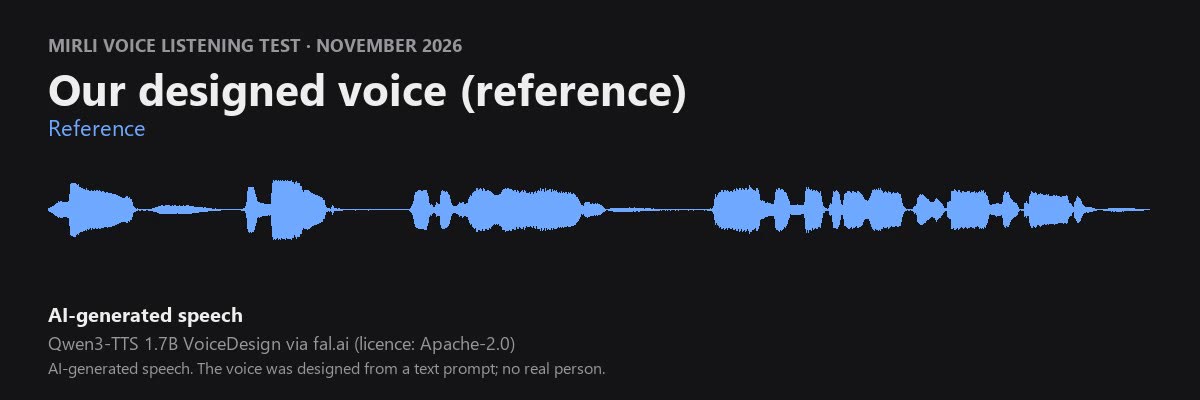 MIRLI VOICE LISTENING TEST · NOVEMBER 2026
Our designed voice (reference)
Reference
AI-generated speech
Qwen3-TTS 1.7B VoiceDesign via fal.ai (licence: Apache-2.0)
AI-generated speech. The voice was designed from a text prompt; no real person.